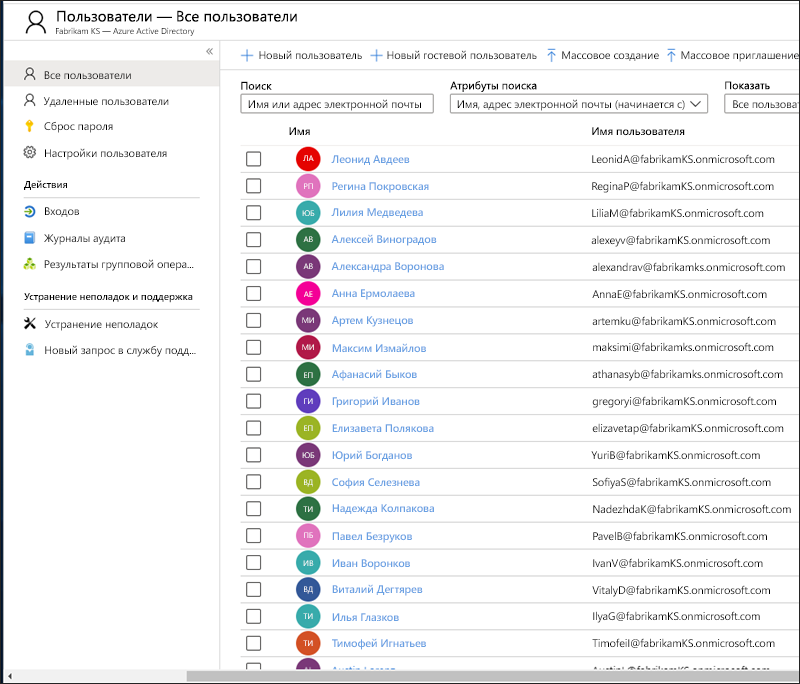 Пользователи — Все пользователи
Fabrikam KS — Azure Active Directory
«
Все пользователи
Удаленные пользователи
Сброс пароля
Настройки пользователя
Действия
Входов
Журналы аудита
Результаты групповой опера...
Устранение неполадок и поддержка
Устранение неполадок
Новый запрос в службу подд...
Новый пользователь Новый гостевой пользователь Массовое создание Массовое приглашение
Поиск Атрибуты поиска Показать
Имя или адрес электронной почты Имя, адрес электронной почты (начинается с) Все пользоват
Имя Имя пользователя
ЛА Леонид Авдеев LeonidA@fabrikamKS.onmicrosoft.com
РП Регина Покровская ReginaP@fabrikamKS.onmicrosoft.com
ЮБ Лилия Медведева LiliaM@fabrikamKS.onmicrosoft.com
АВ Алексей Виноградов alexeyv@fabrikamKS.onmicrosoft.com
АВ Александра Воронова alexandrav@fabrikamks.onmicrosoft.com
АЕ Анна Ермолаева AnnaE@fabrikamKS.onmicrosoft.com
МИ Артем Кузнецов artemku@fabrikamKS.onmicrosoft.com
МИ Максим Измайлов maksimi@fabrikamks.onmicrosoft.com
ЕП Афанасий Быков athanasyb@fabrikamks.onmicrosoft.com
ГИ Григорий Иванов gregoryi@fabrikamKS.onmicrosoft.com
ЕП Елизавета Полякова elizavetap@fabrikamKS.onmicrosoft.com
ЮБ Юрий Богданов YuriB@fabrikamKS.onmicrosoft.com
ВД София Селезнева SofiyaS@fabrikamKS.onmicrosoft.com
ТИ Надежда Колпакова NadezhdaK@fabrikamKS.onmicrosoft.com
ПБ Павел Безруков PavelB@fabrikamKS.onmicrosoft.com
ИВ Иван Воронков IvanV@fabrikamKS.onmicrosoft.com
ВД Виталий Дегтярев VitalyD@fabrikamKS.onmicrosoft.com
ТИ Илья Глазков IlyaG@fabrikamKS.onmicrosoft.com
ТИ Тимофей Игнатьев TimofeiI@fabrikamKS.onmicrosoft.com